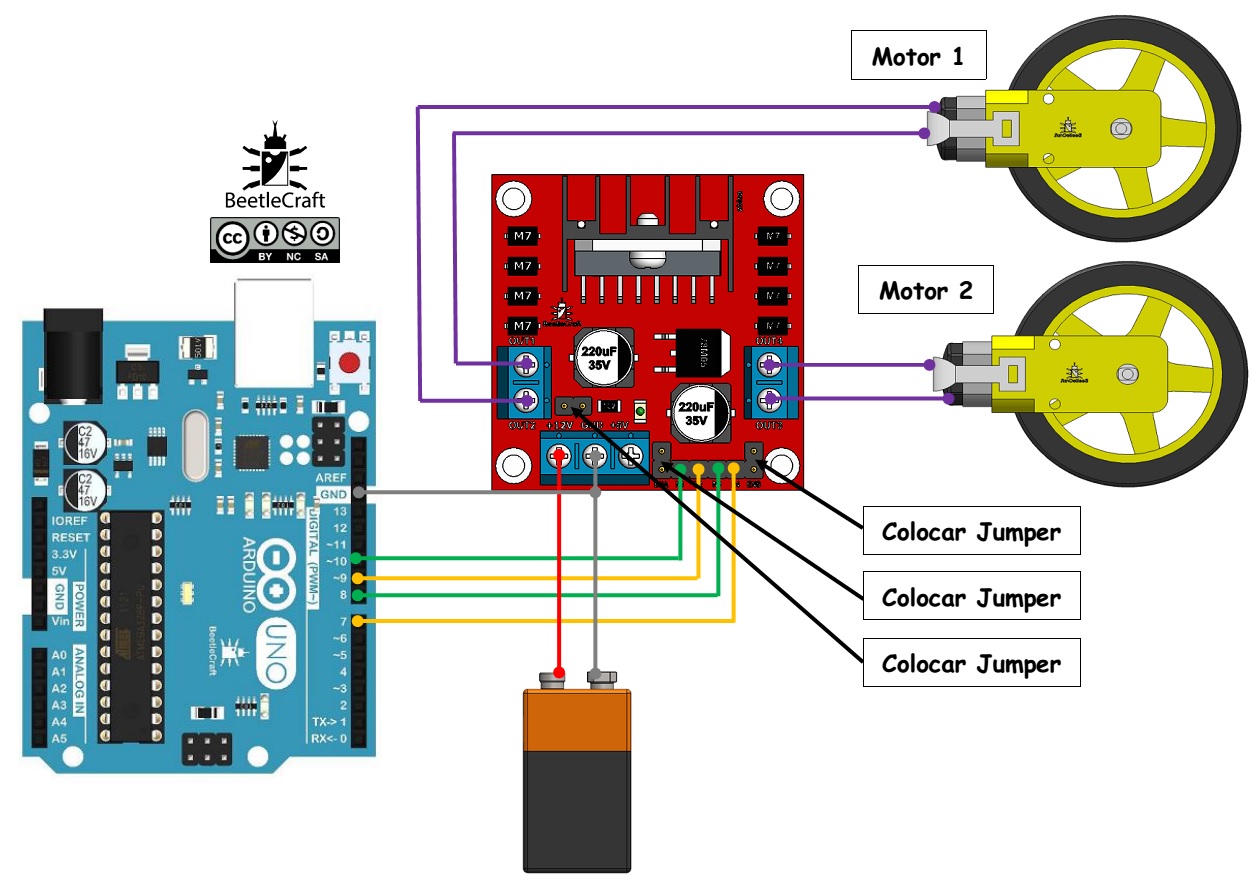 Motor 1
Motor 2
BeetleCraft
cc
BY NC SA
M7
M7
M7
M7
M7
M7
M7
M7
BeetleCraft
OUT1
OUT2
220uF
35V
220uF
35V
78M05
+12V GND +5V
Colocar Jumper
Colocar Jumper
Colocar Jumper
501V
C2
47
16V
C2
47
16V
AREF
GND
13
12
~11
~10
~9
8
7
~6
~5
4
~3
2
TX->1
RX<-0
DIGITAL (PWM~)
ARDUINO
UNO
BeetleCraft
IOREF
RESET
3.3V
5V
GND
Vin
POWER
A0
A1
A2
A3
A4
A5
ANALOG IN